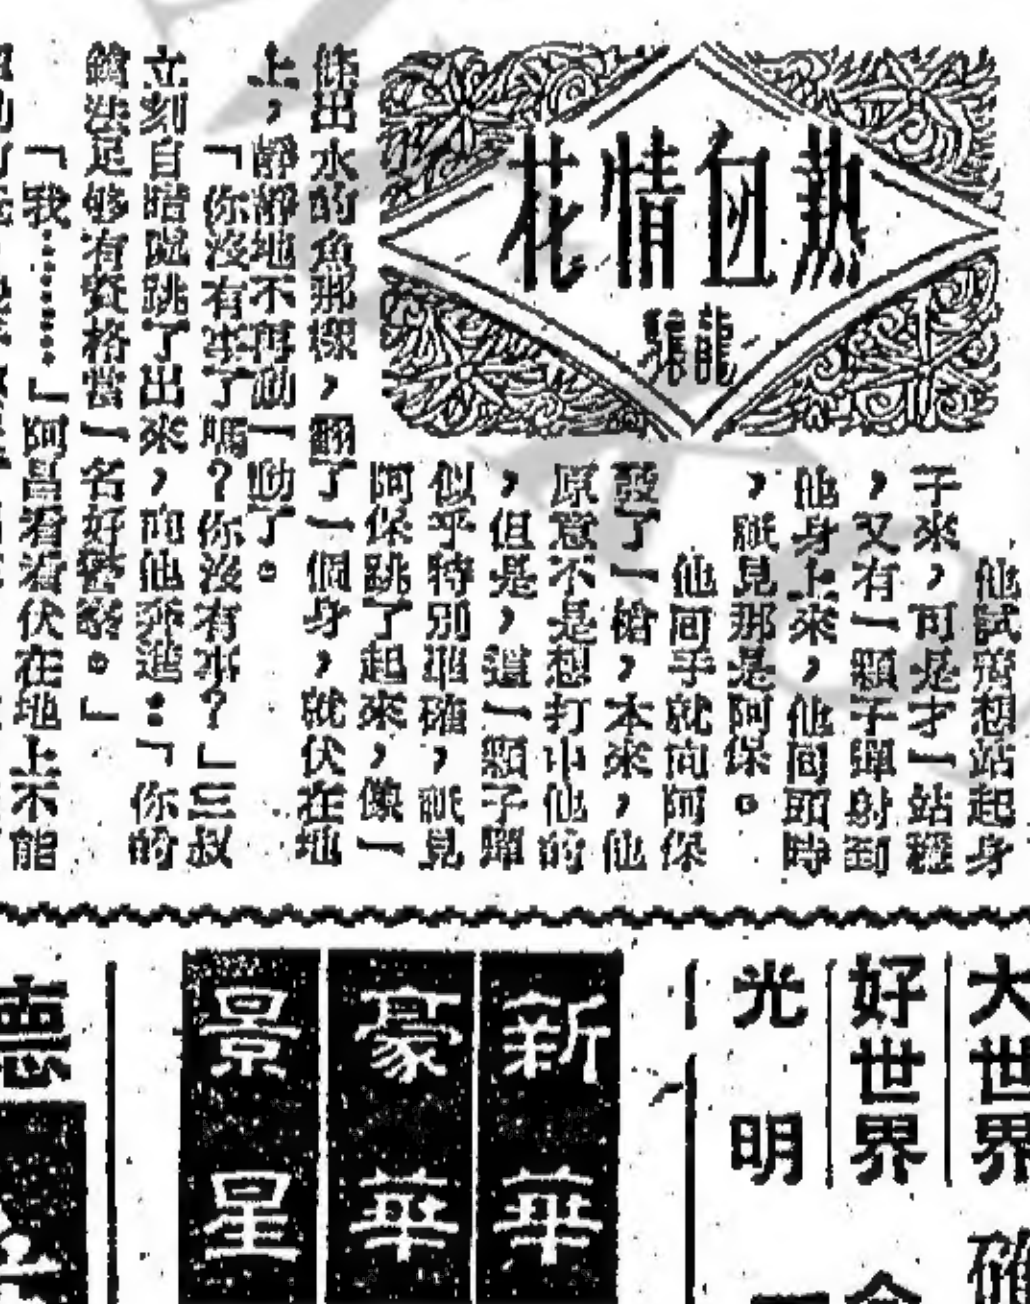 熱血情花
龍驤
他試着想站起身
子來，可是才一站穩
，又有一顆子彈射到
他身上來，他回頭時
，祇見那是阿保。
他囘手就向阿保
發了一槍，本來，他
原意不是想打中他的
，但是，這一顆子彈
似乎特別準確，祇見
阿保跳了起來，像一
條出水的魚那樣，翻了一個身，就伏在地
上，靜靜地不再動一動了。
「你沒有事了嗎？你沒有事？」三叔
立刻自暗處跳了出來，向他奔進：「你的
鎗法足够有資格當一名好警察。」
「我………」阿昌看着伏在地上不能
大世界
好世界
光明
新華
豪華
景星